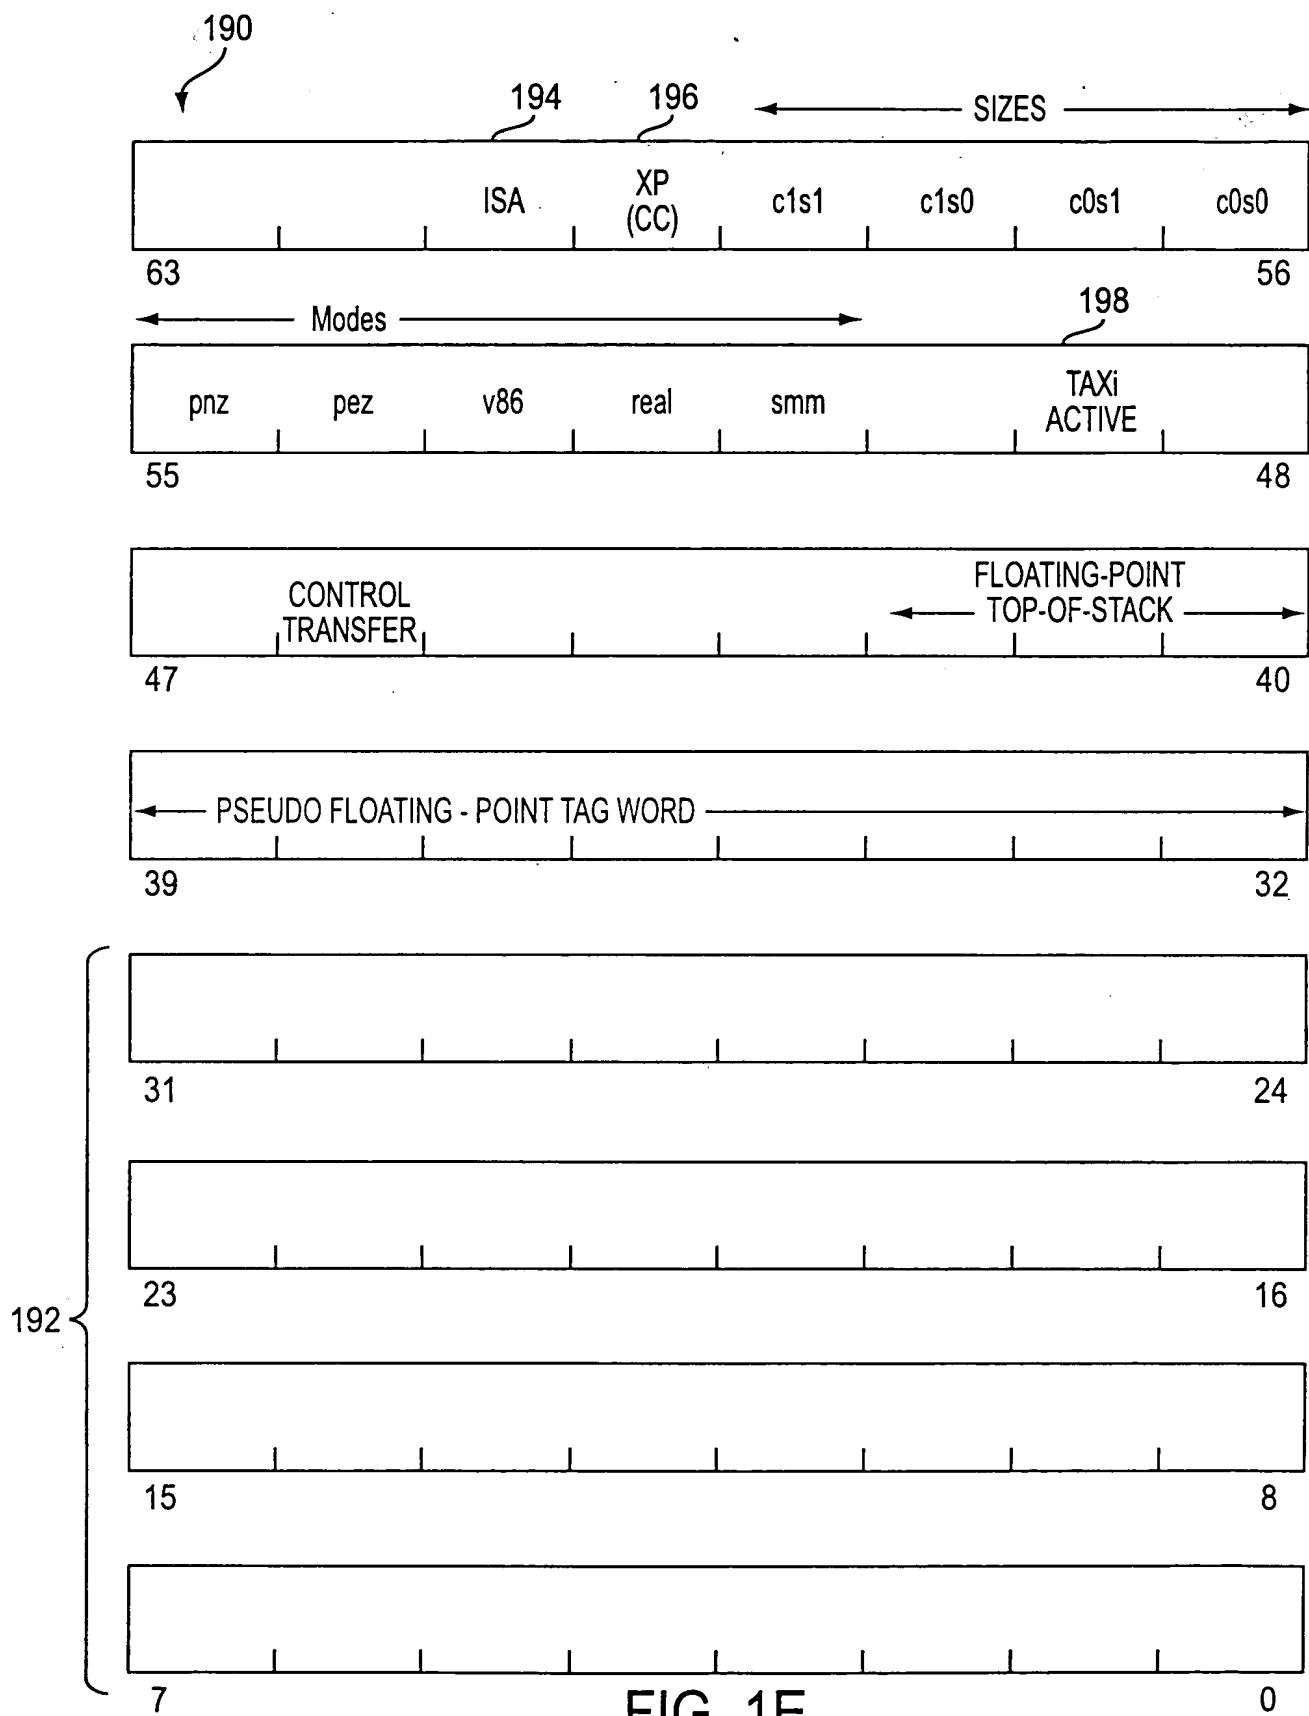 190
194
196
SIZES
ISA
XP
(CC)
c1s1
c1s0
c0s1
c0s0
63
56
Modes
198
pnz
pez
v86
real
smm
TAXi
ACTIVE
55
48
CONTROL
TRANSFER
FLOATING-POINT
TOP-OF-STACK
47
40
PSEUDO FLOATING - POINT TAG WORD
39
32
31
24
23
16
192
15
8
7
0
FIG. 1E